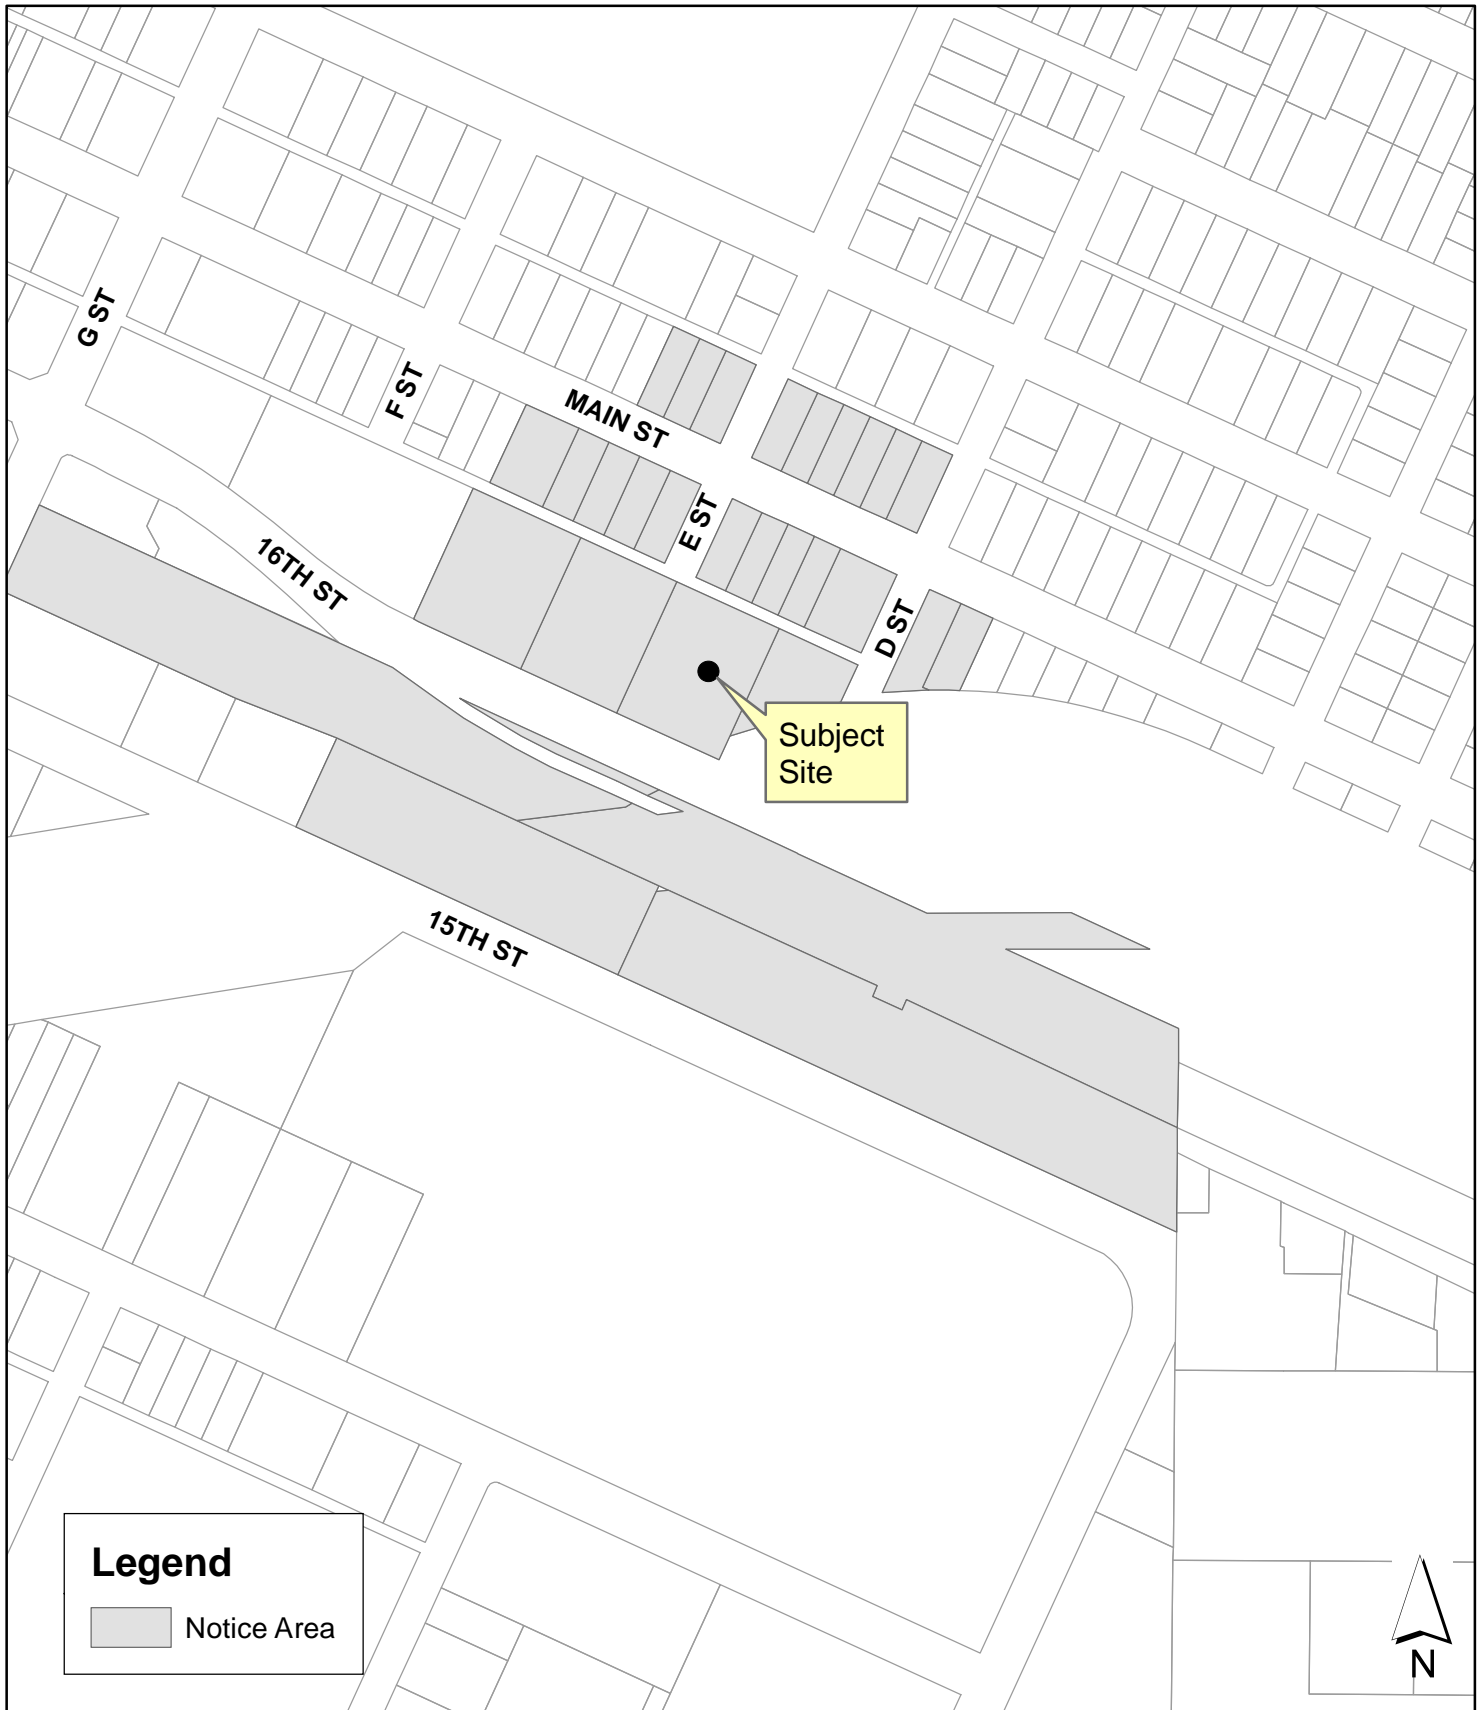 G ST
F ST
MAIN ST
E ST
16TH ST
D ST
Subject
Site
15TH ST
Legend
Notice Area
N